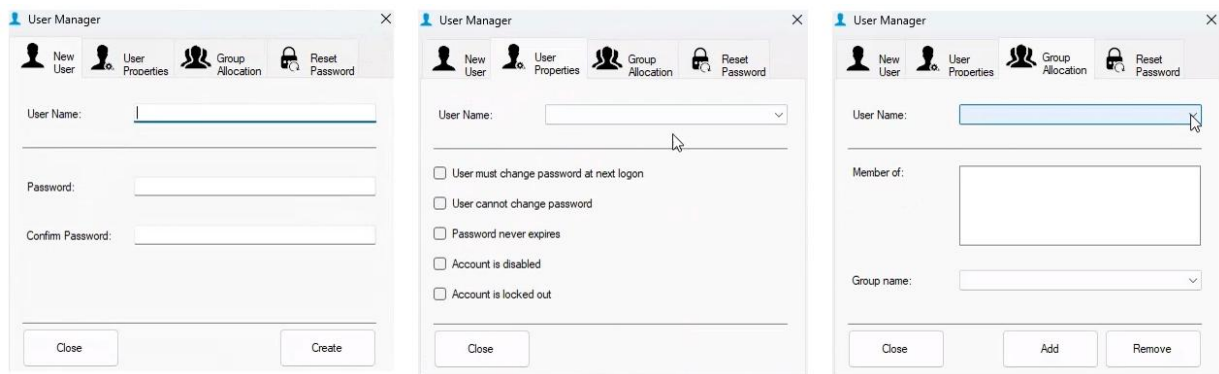 User Manager
New User
User Properties
Group Allocation
Reset Password
User Name:
Password:
Confirm Password:
Close
Create
User Manager
New User
User Properties
Group Allocation
Reset Password
User Name:
User must change password at next logon
User cannot change password
Password never expires
Account is disabled
Account is locked out
Close
User Manager
New User
User Properties
Group Allocation
Reset Password
User Name:
Member of:
Group name:
Close
Add
Remove